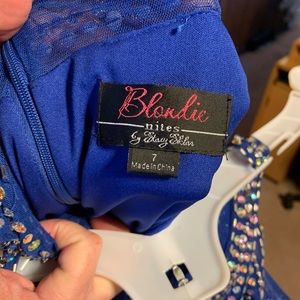 Blondie
nites
by Stacy Sklar
7
Made In China